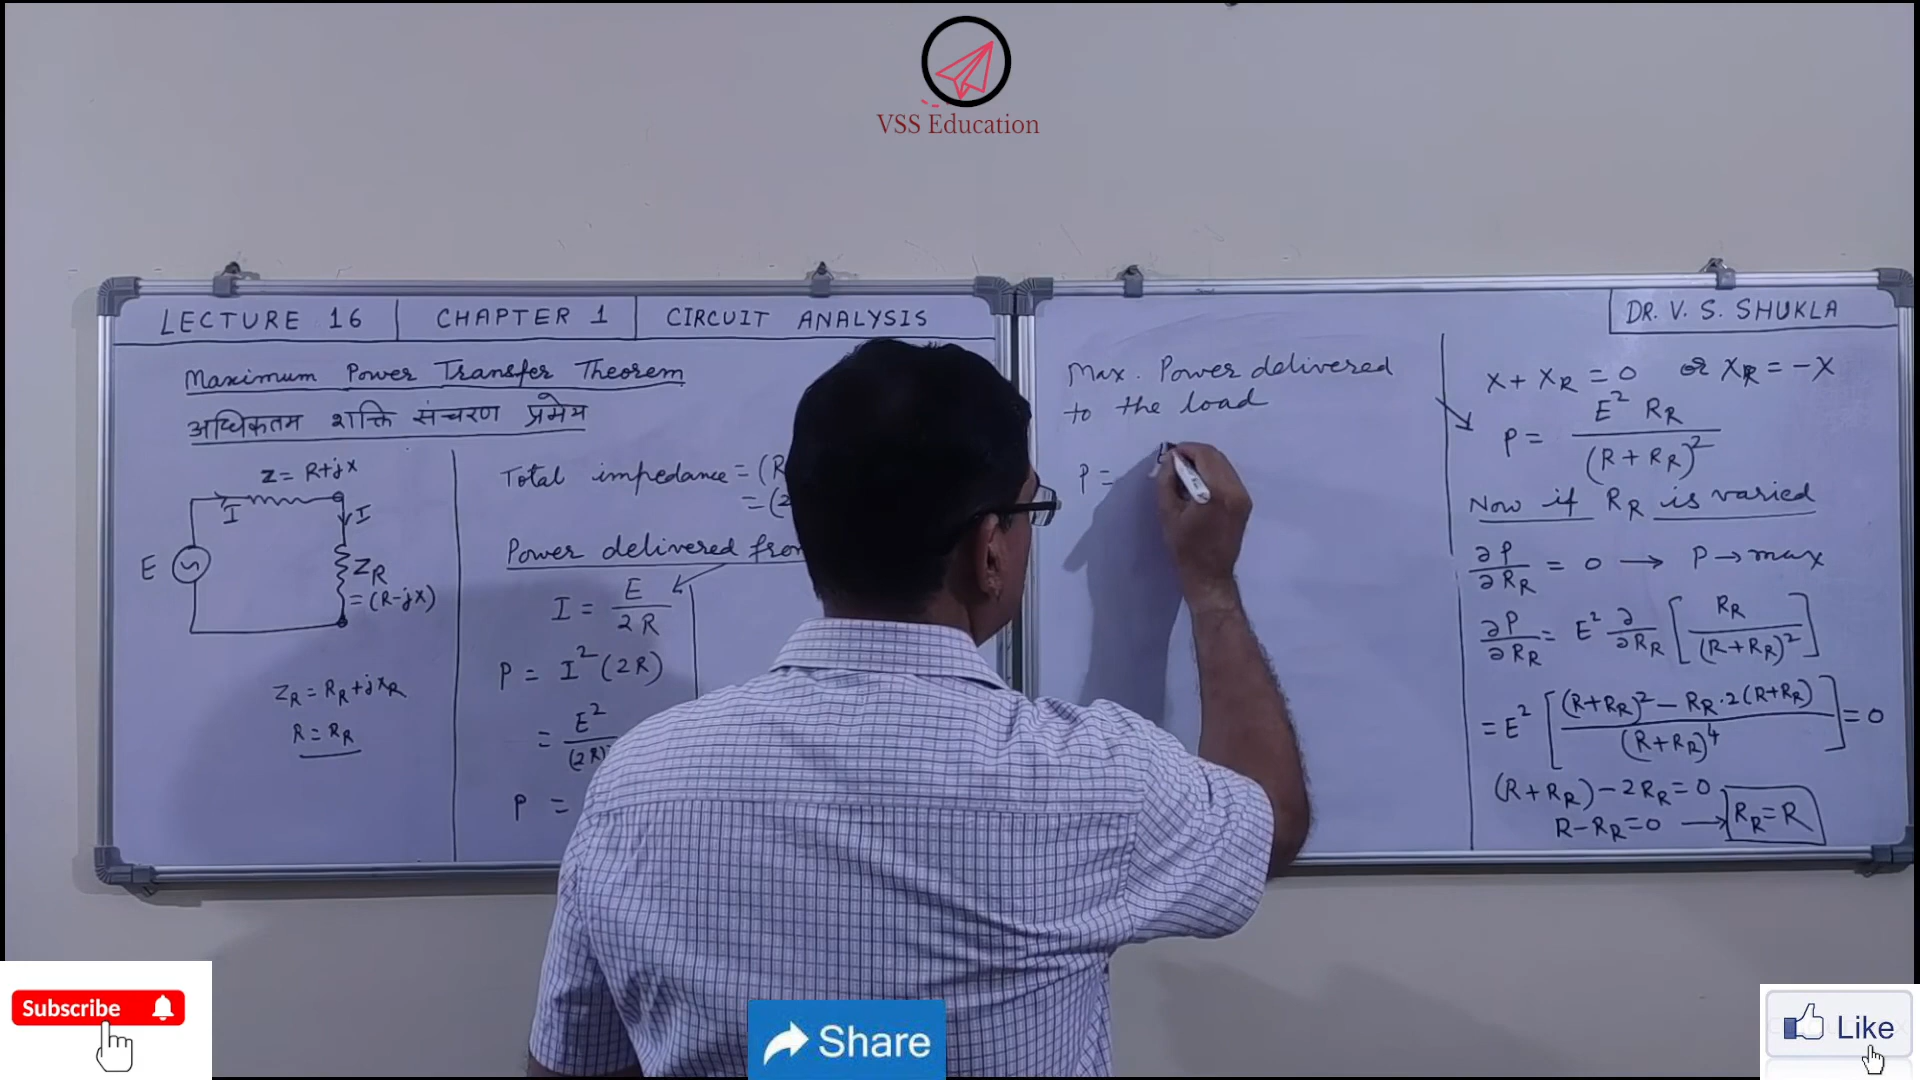 VSS Education
LECTURE 16 CHAPTER 1 CIRCUIT ANALYSIS
Maximum Power Transfer Theorem
अधिकतम शक्ति संचरण प्रमेय
Z = R+jX
I
I
E
Z_R
= (R-jX)
Z_R = R_R+jX_R
R = R_R
Total impedance = (R
= (2
Power delivered from
I = E / 2R
P = I² (2R)
= E² / (2R)
P =
DR. V. S. SHUKLA
Max. Power delivered
to the load
P =
X + X_R = 0 or X_R = -X
P = E² R_R / (R + R_R)²
Now if R_R is varied
∂P/∂R_R = 0 → P → max
∂P/∂R_R = E² ∂/∂R_R [R_R / (R+R_R)²]
= E² [(R+R_R)² - R_R·2(R+R_R) / (R+R_R)⁴] = 0
(R+R_R) - 2R_R = 0
R-R_R = 0 → R_R = R
Subscribe
Share
Like